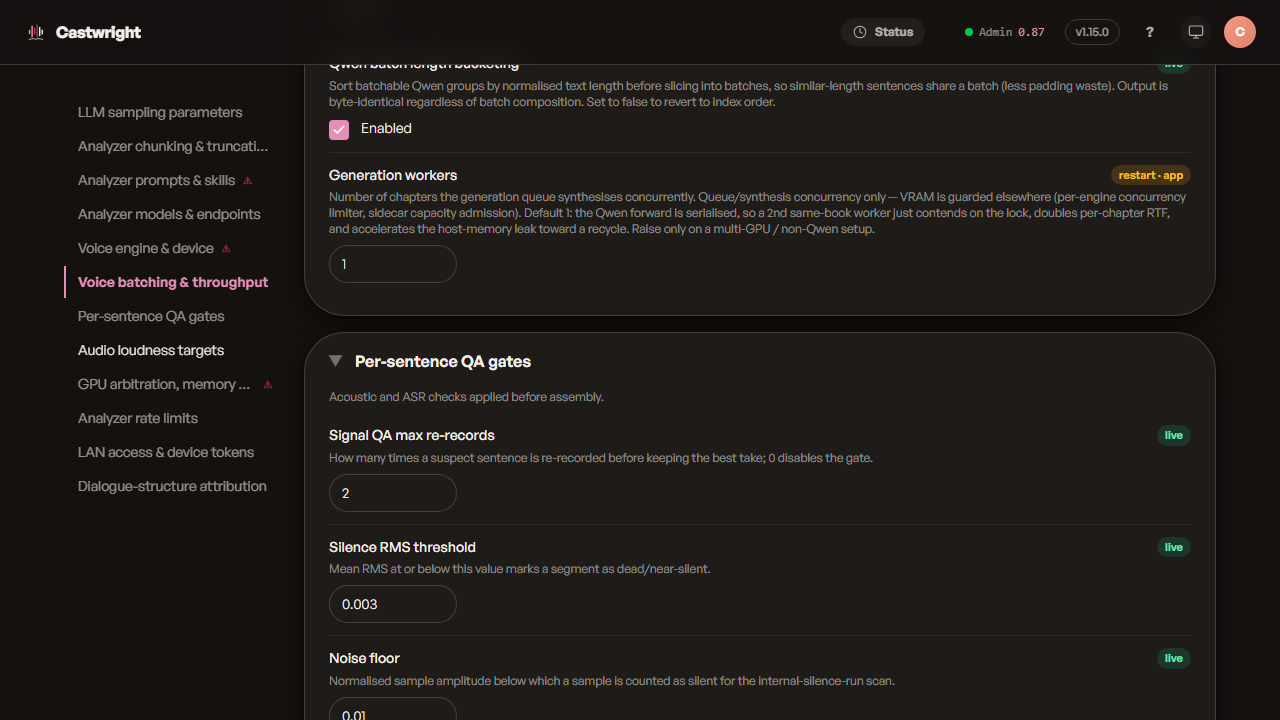 Castwright
Status
Admin 0.87
v1.15.0
?
C
LLM sampling parameters
Analyzer chunking & truncati...
Analyzer prompts & skills
Analyzer models & endpoints
Voice engine & device
Voice batching & throughput
Per-sentence QA gates
Audio loudness targets
GPU arbitration, memory ...
Analyzer rate limits
LAN access & device tokens
Dialogue-structure attribution
Qwen batch length bucketing
live
Sort batchable Qwen groups by normalised text length before slicing into batches, so similar-length sentences share a batch (less padding waste). Output is
byte-identical regardless of batch composition. Set to false to revert to index order.
Enabled
Generation workers
restart · app
Number of chapters the generation queue synthesises concurrently. Queue/synthesis concurrency only — VRAM is guarded elsewhere (per-engine concurrency
limiter, sidecar capacity admission). Default 1: the Qwen forward is serialised, so a 2nd same-book worker just contends on the lock, doubles per-chapter RTF,
and accelerates the host-memory leak toward a recycle. Raise only on a multi-GPU / non-Qwen setup.
1
Per-sentence QA gates
Acoustic and ASR checks applied before assembly.
Signal QA max re-records
live
How many times a suspect sentence is re-recorded before keeping the best take; 0 disables the gate.
2
Silence RMS threshold
live
Mean RMS at or below this value marks a segment as dead/near-silent.
0.003
Noise floor
live
Normalised sample amplitude below which a sample is counted as silent for the internal-silence-run scan.
0.01